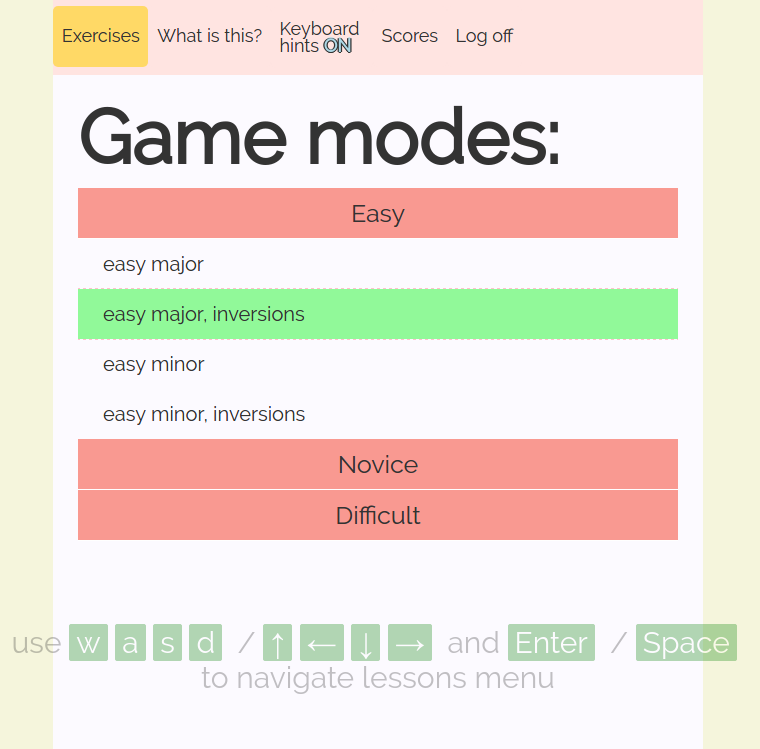 Exercises What is this? Keyboard hints ON Scores Log off
Game modes:
Easy
easy major
easy major, inversions
easy minor
easy minor, inversions
Novice
Difficult
use w a s d / ↑ ← ↓ → and Enter / Space
to navigate lessons menu